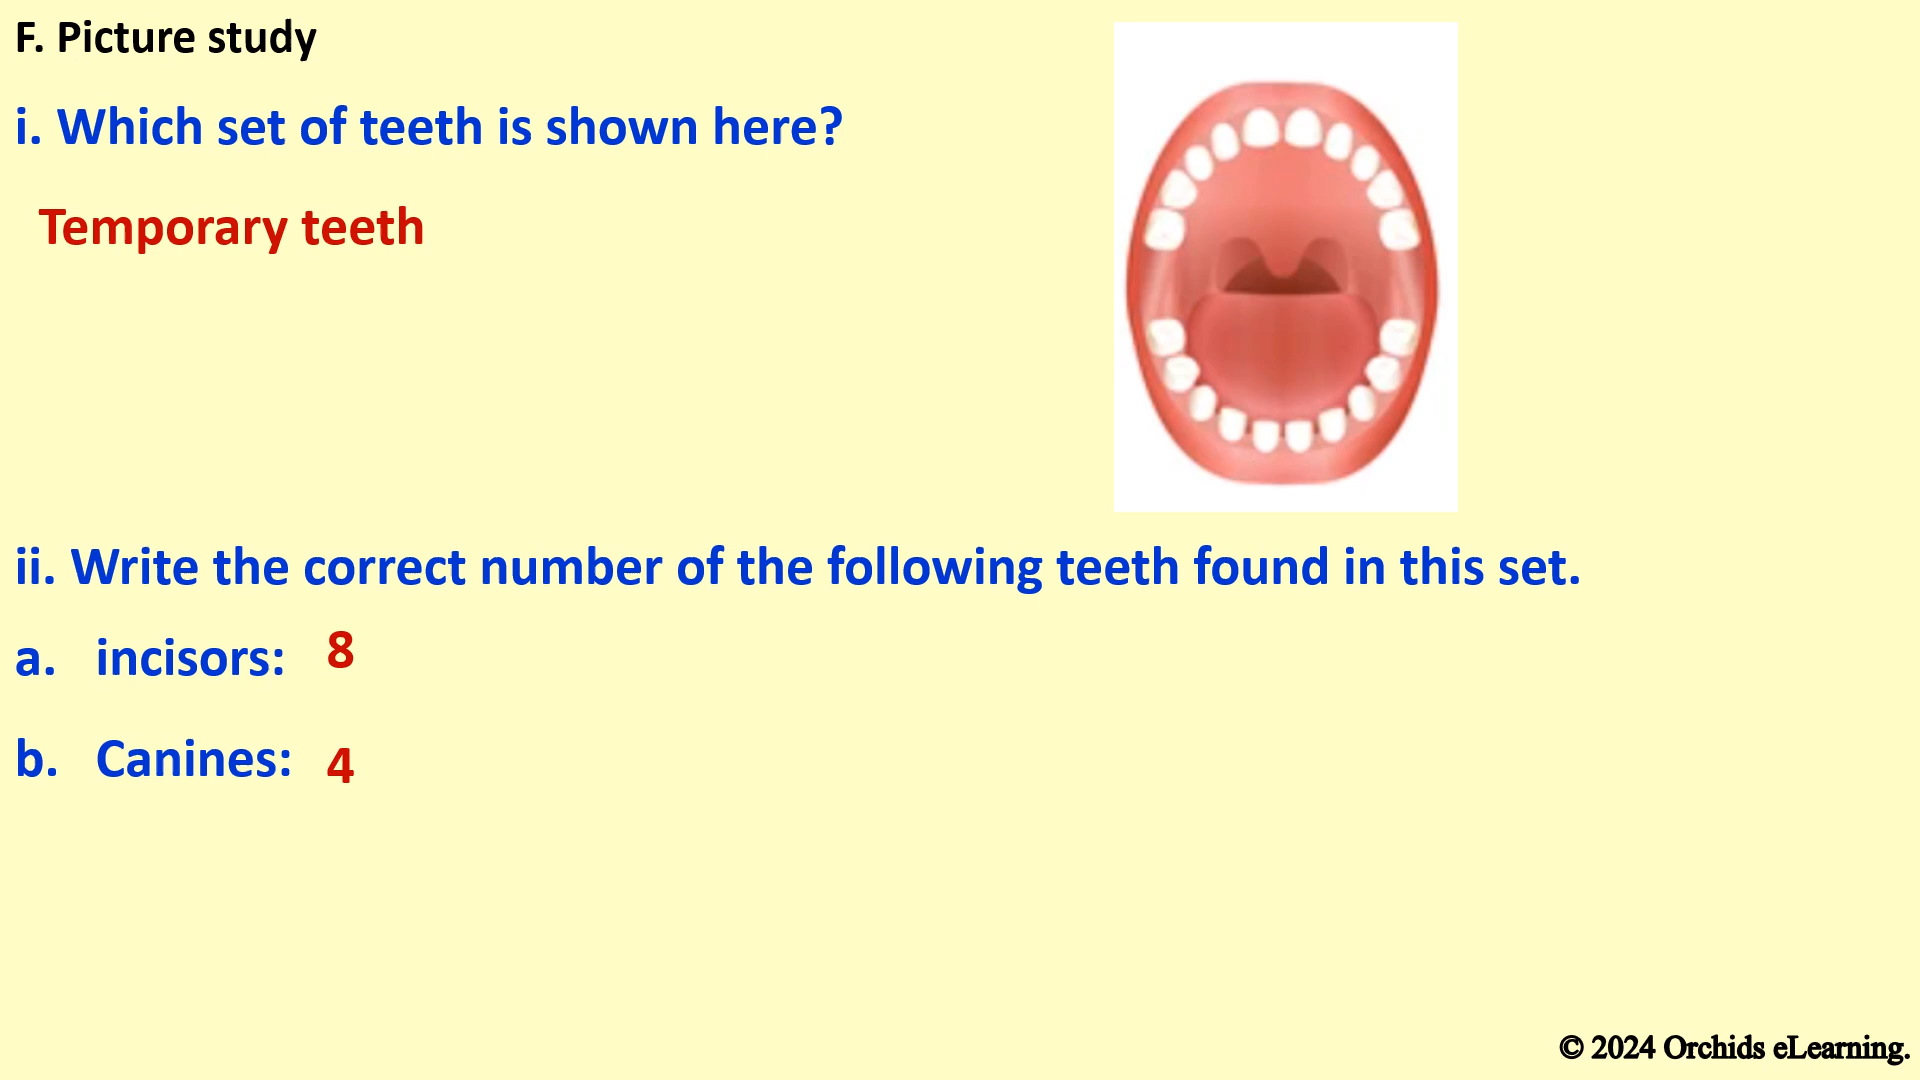 F. Picture study
i. Which set of teeth is shown here?
Temporary teeth
ii. Write the correct number of the following teeth found in this set.
a. incisors: 8
b. Canines: 4
© 2024 Orchids eLearning.